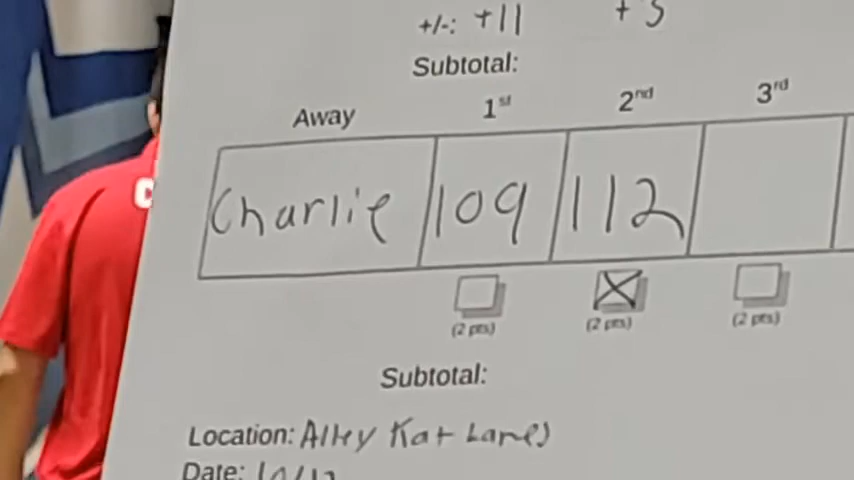 +/-: +11 +5
Subtotal:
Away 1st 2nd 3rd
Charlie 109 112
(2 pts) (2 pts) (2 pts)
Subtotal:
Location: Alley Kat Lanes
Date: